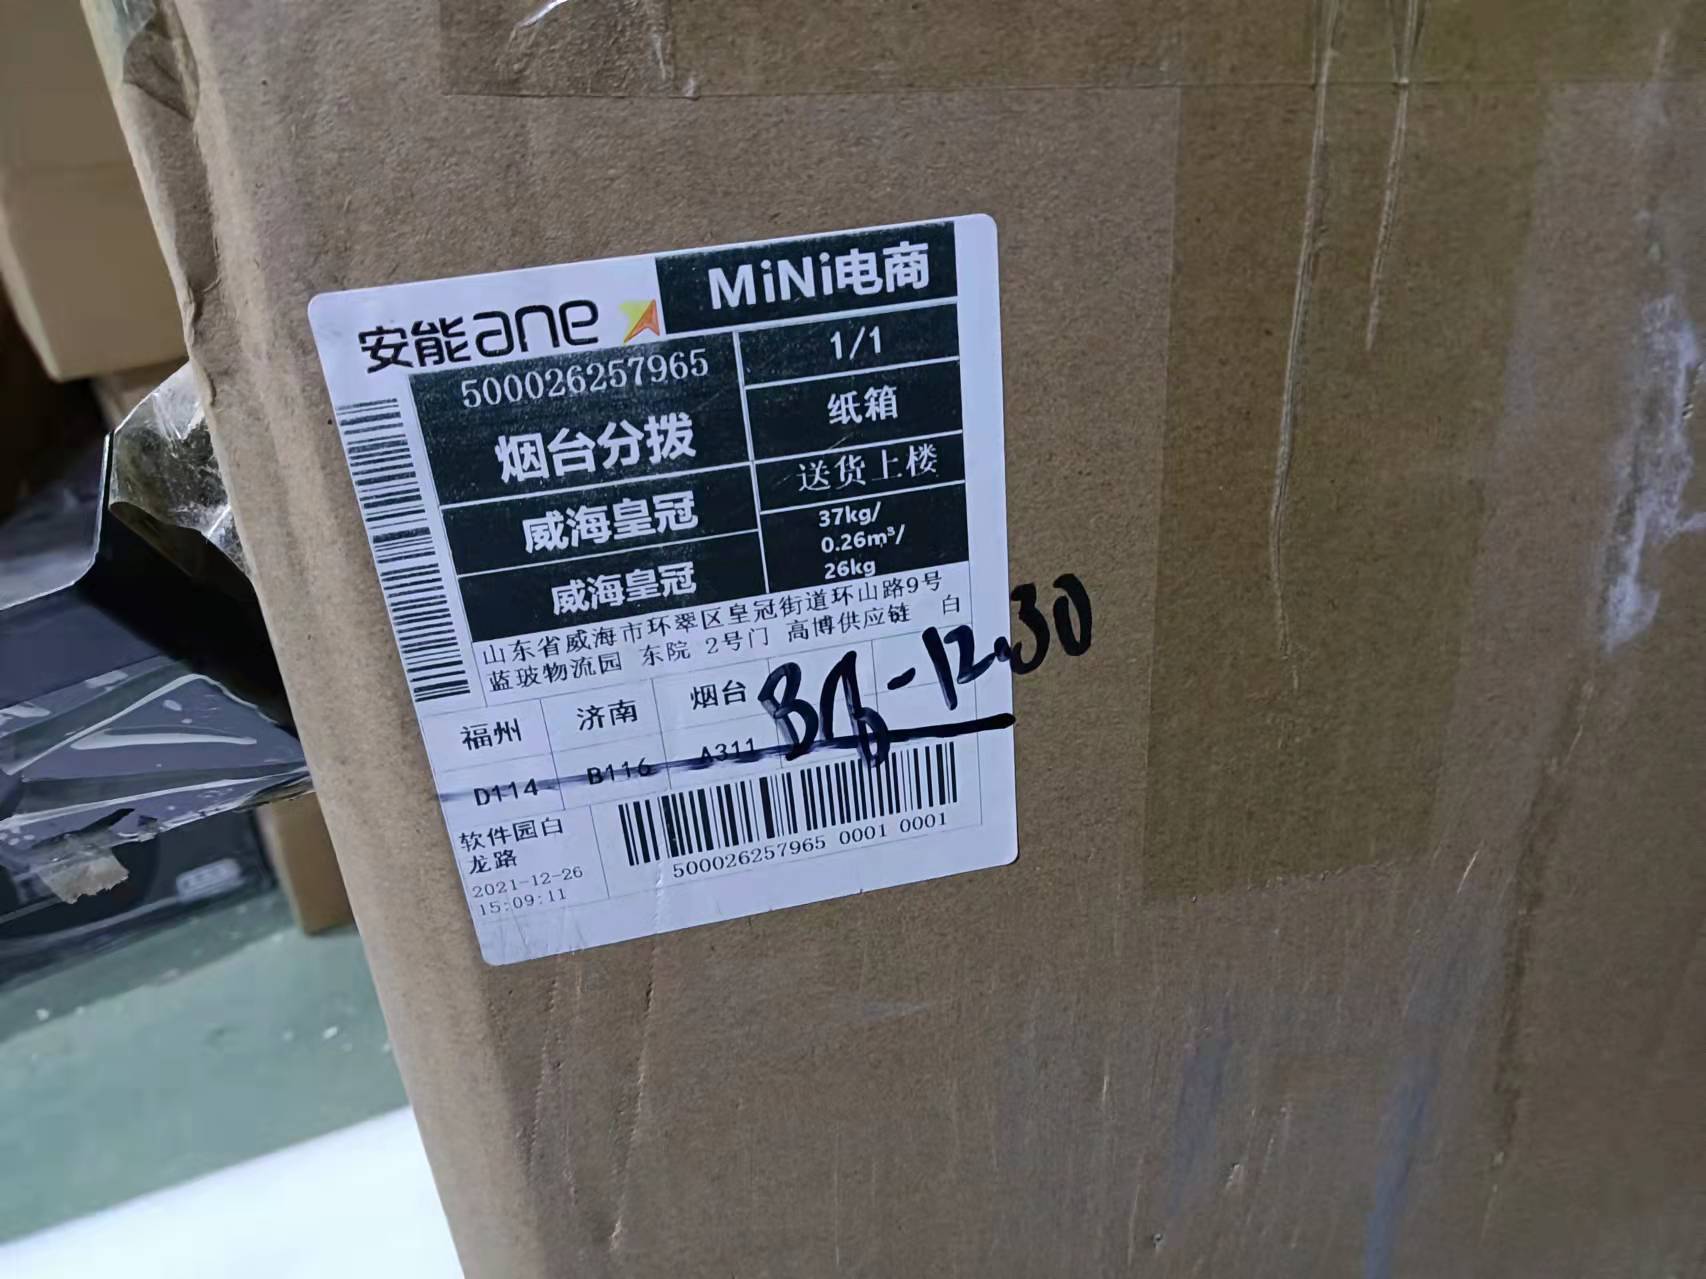 安能ane
MiNi电商
500026257965
1/1
烟台分拨
纸箱
威海皇冠
送货上楼
威海皇冠
37kg/
0.26m³/
26kg
山东省威海市环翠区皇冠街道环山路9号
蓝玻物流园 东院 2号门 高博供应链 白
福州 济南 烟台
D114 B116 A311
-12.30
软件园白
龙路
2021-12-26
15:09:11
500026257965 0001 0001